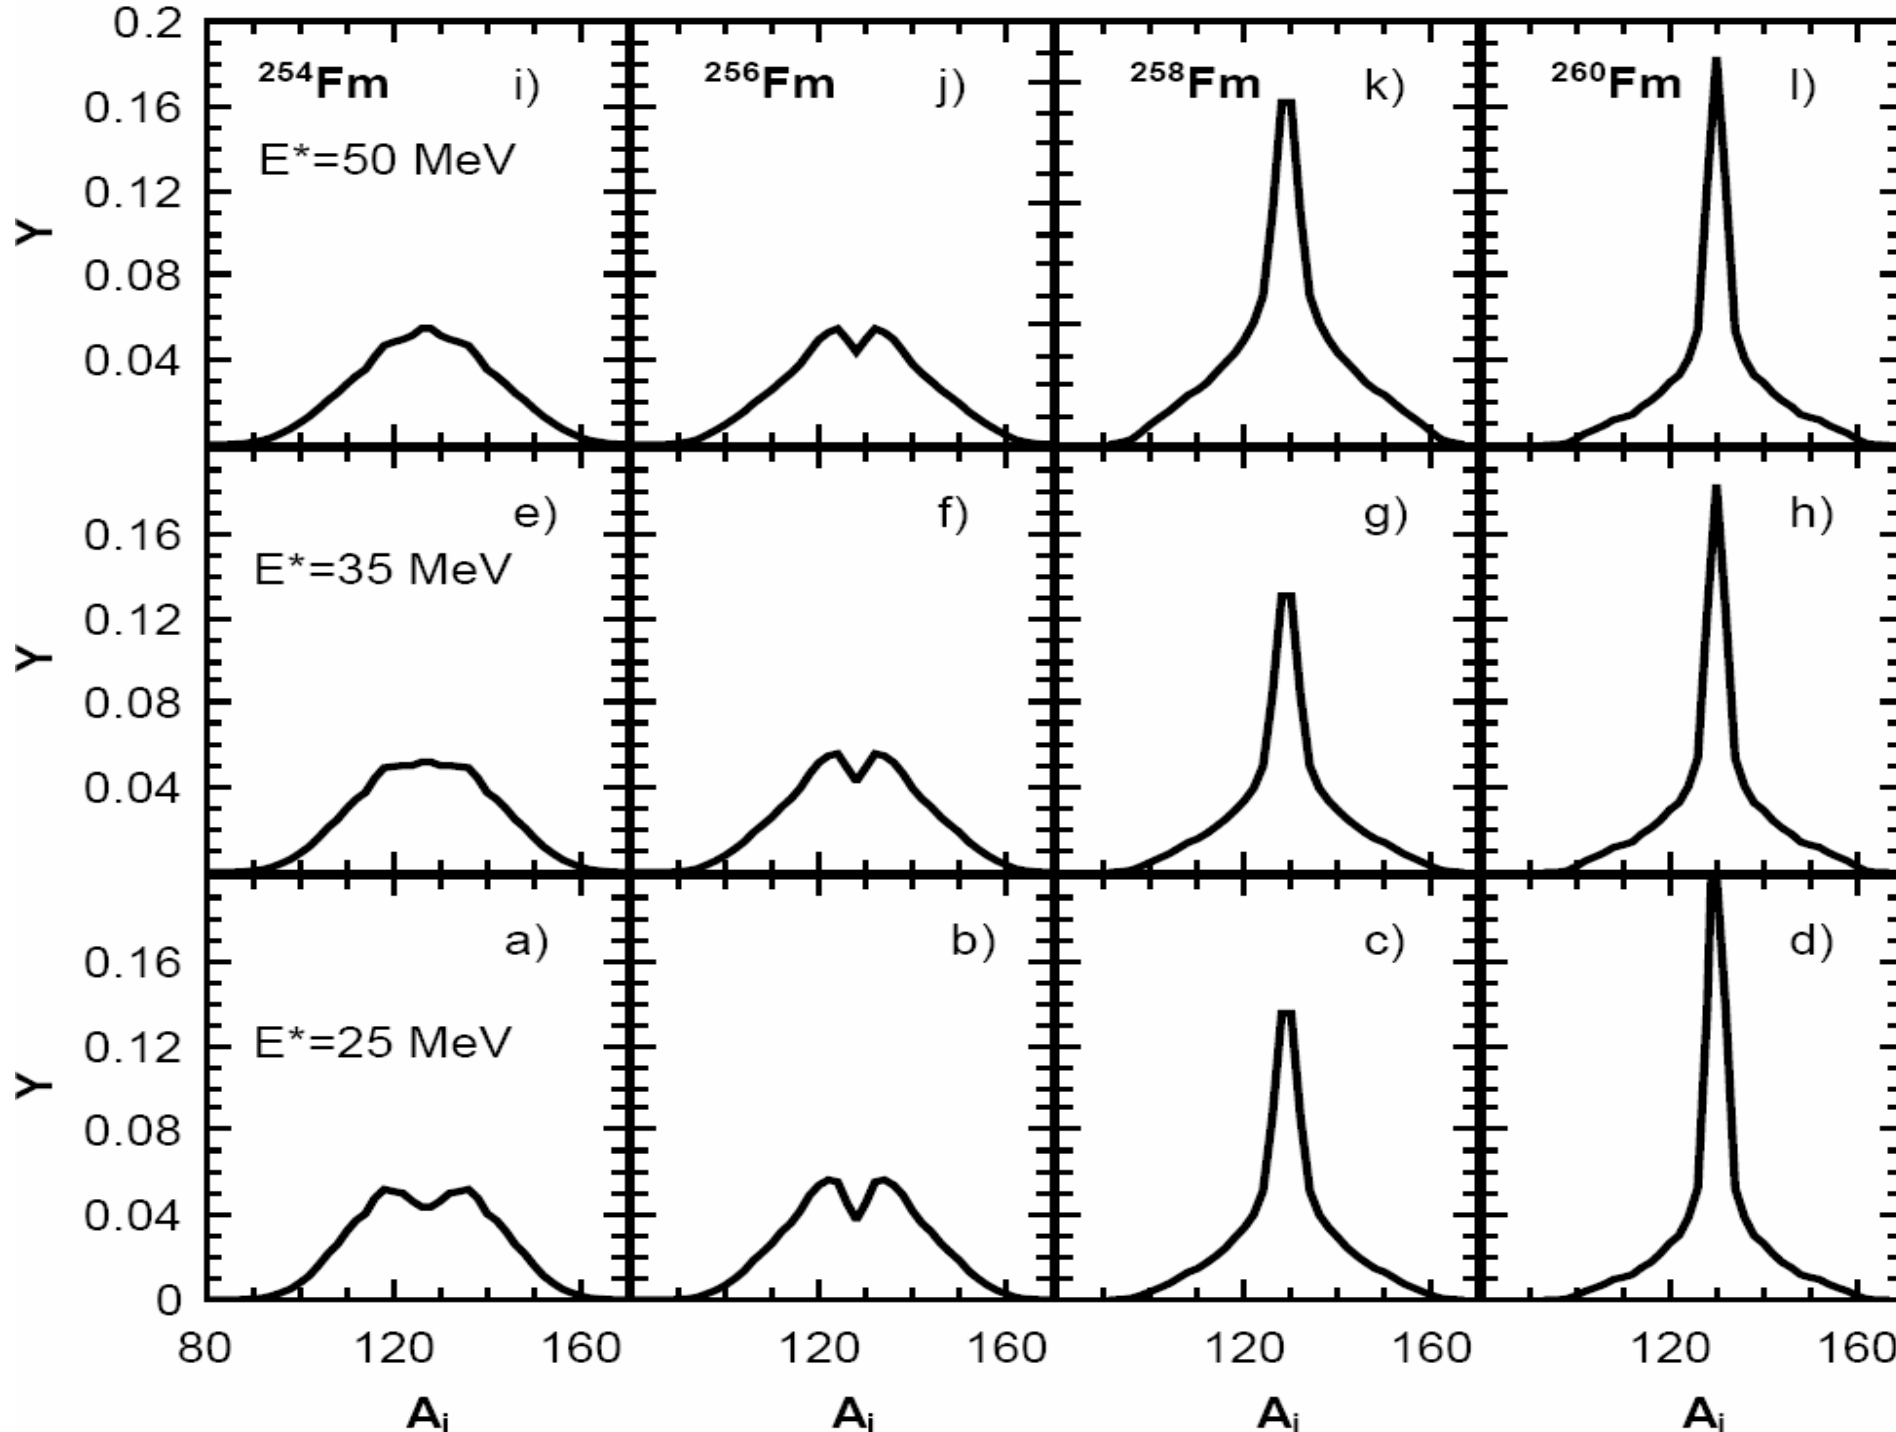 0.2
²⁵⁴Fm i) ²⁵⁶Fm j) ²⁵⁸Fm k) ²⁶⁰Fm l)
0.16
E*=50 MeV
0.12
Y
0.08
0.04
e) f) g) h)
0.16
E*=35 MeV
0.12
Y
0.08
0.04
a) b) c) d)
0.16
E*=25 MeV
0.12
Y
0.08
0.04
0
80 120 160 120 160 120 160 120 160
Aᵢ Aᵢ Aᵢ Aᵢ